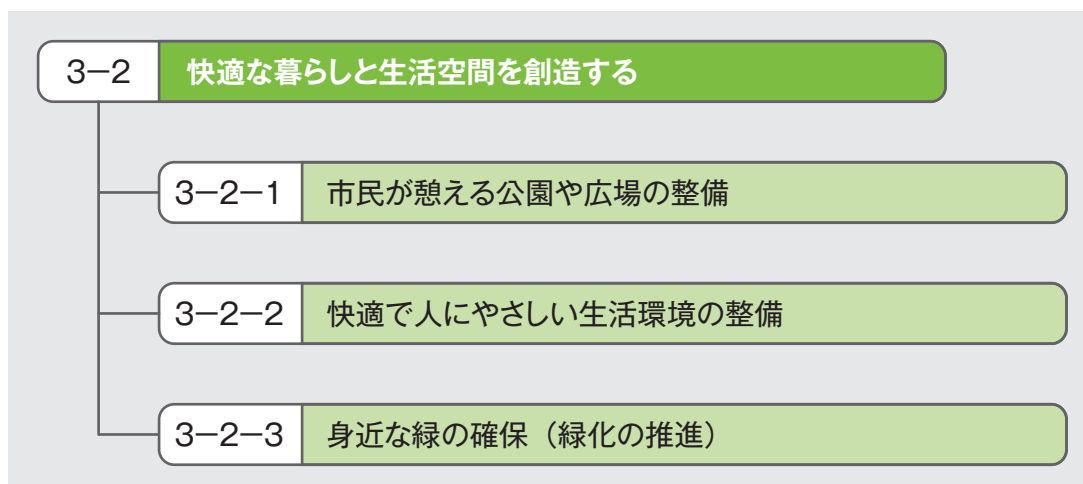 3−2 快適な暮らしと生活空間を創造する
3−2−1 市民が憩える公園や広場の整備
3−2−2 快適で人にやさしい生活環境の整備
3−2−3 身近な緑の確保（緑化の推進）